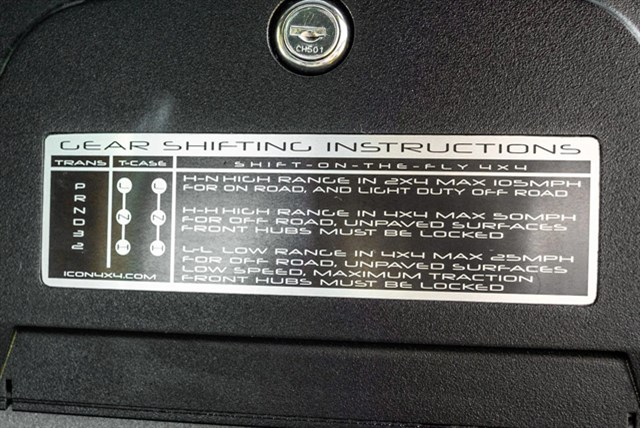 CH501
GEAR SHIFTING INSTRUCTIONS
TRANS T-CASE SHIFT-ON-THE-FLY 4X4
P
R
N
D
3
2
L L
N N
H H
H-N HIGH RANGE IN 2X4 MAX 105MPH
FOR ON ROAD, AND LIGHT DUTY OFF ROAD
H-H HIGH RANGE IN 4X4 MAX 50MPH
FOR OFF ROAD, UNPAVED SURFACES
FRONT HUBS MUST BE LOCKED
L-L LOW RANGE IN 4X4 MAX 25MPH
FOR OFF ROAD, UNPAVED SURFACES
LOW SPEED, MAXIMUM TRACTION
FRONT HUBS MUST BE LOCKED
ICON4X4.COM